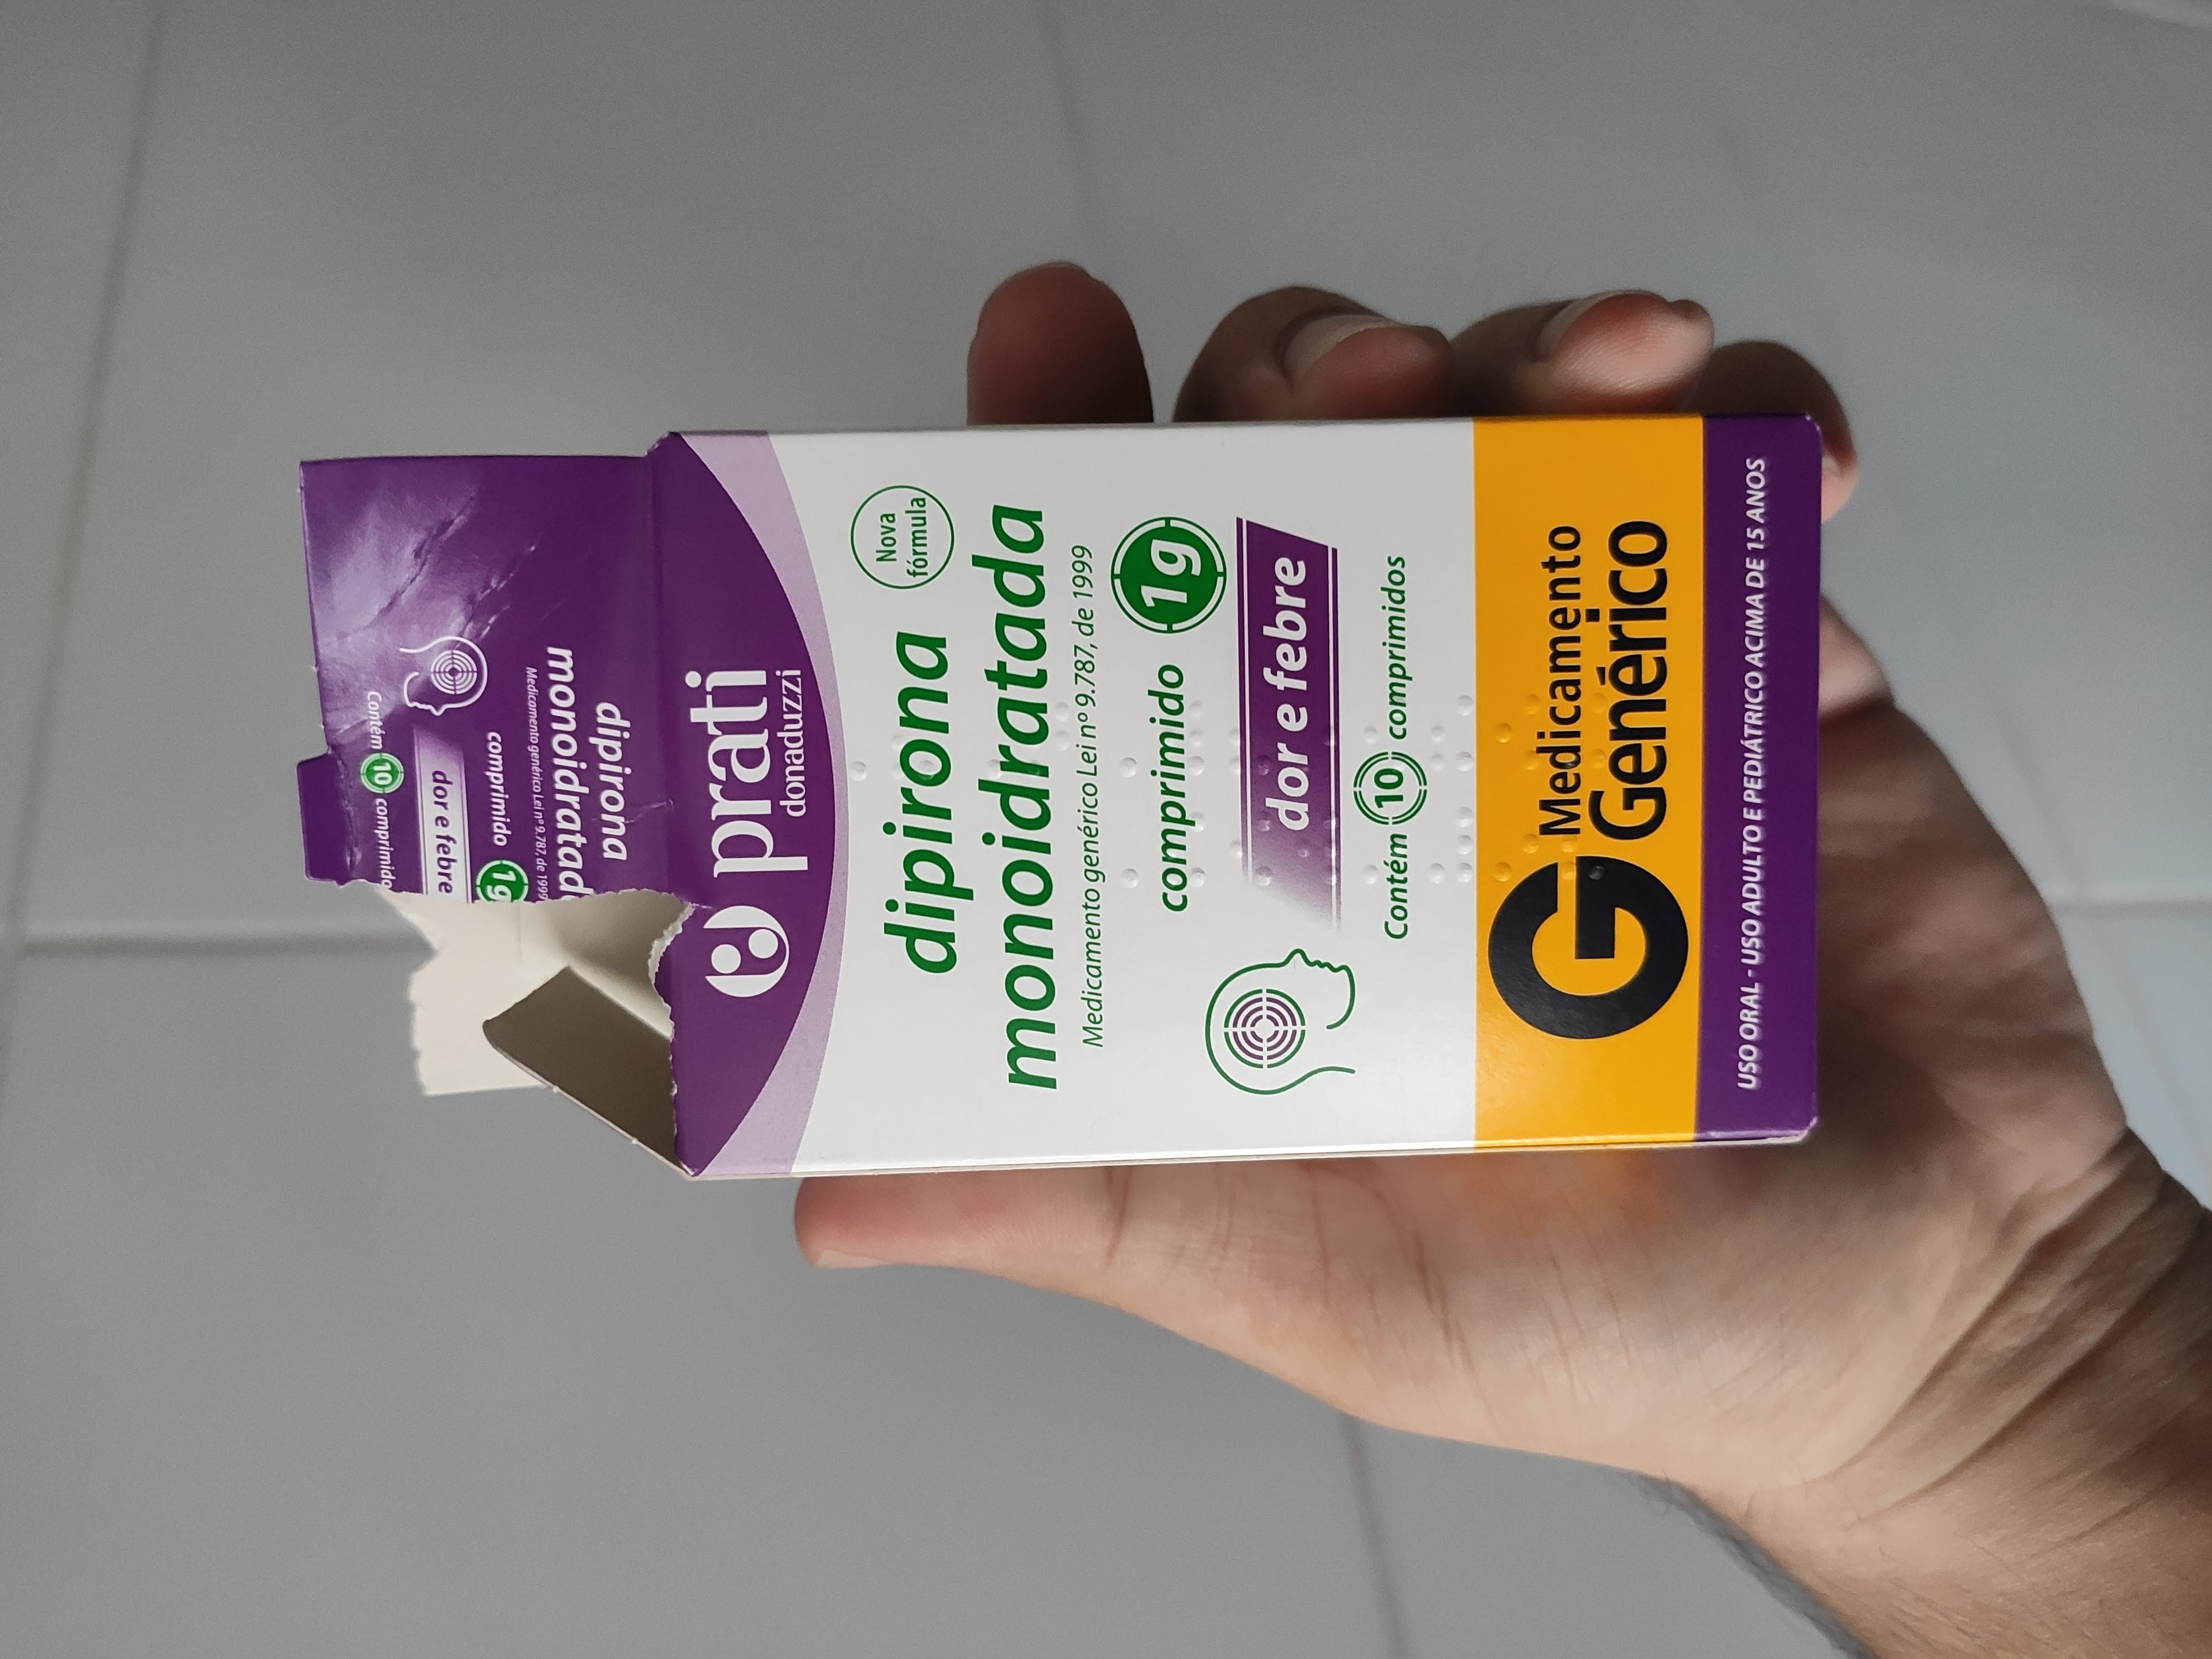 Contém 10 comprimido
dor e febre
comprimido 1g
Medicamento genérico Lei nº 9.787, de 1999
monoidratad
dipirona
prati
donaduzzi
dipirona
Nova
fórmula
monoidratada
Medicamento genérico Lei nº 9.787, de 1999
comprimido 1g
dor e febre
Contém 10 comprimidos
G Medicamento
Genérico
USO ORAL - USO ADULTO E PEDIÁTRICO ACIMA DE 15 ANOS